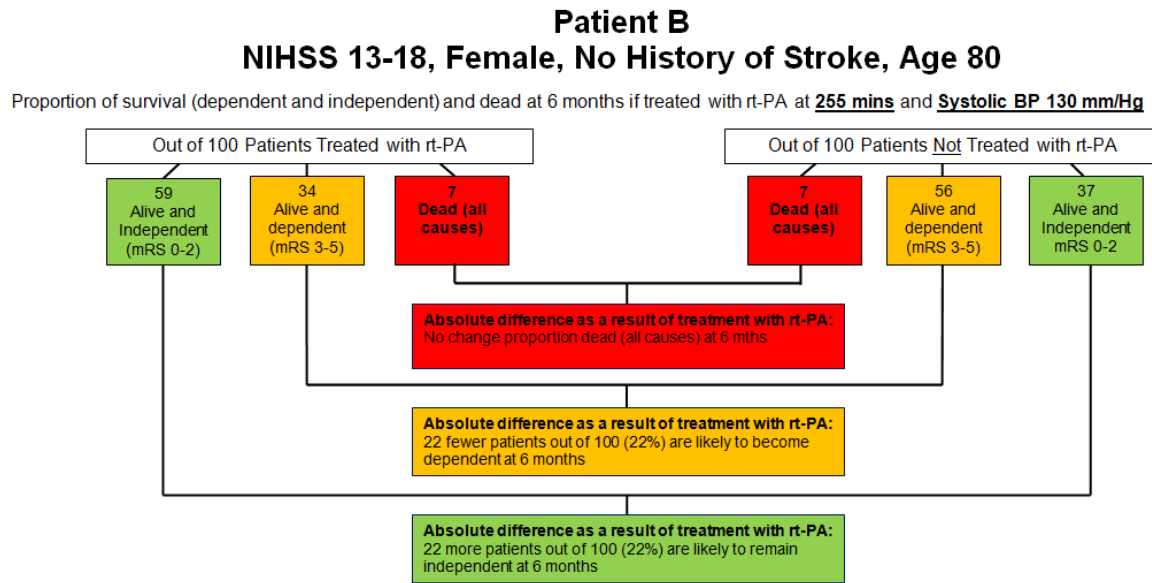 Patient B
NIHSS 13-18, Female, No History of Stroke, Age 80
Proportion of survival (dependent and independent) and dead at 6 months if treated with rt-PA at 255 mins and Systolic BP 130 mm/Hg
Out of 100 Patients Treated with rt-PA
Out of 100 Patients Not Treated with rt-PA
59
Alive and
Independent
(mRS 0-2)
34
Alive and
dependent
(mRS 3-5)
7
Dead (all
causes)
7
Dead (all
causes)
56
Alive and
dependent
(mRS 3-5)
37
Alive and
Independent
mRS 0-2
Absolute difference as a result of treatment with rt-PA:
No change proportion dead (all causes) at 6 mths
Absolute difference as a result of treatment with rt-PA:
22 fewer patients out of 100 (22%) are likely to become
dependent at 6 months
Absolute difference as a result of treatment with rt-PA:
22 more patients out of 100 (22%) are likely to remain
independent at 6 months